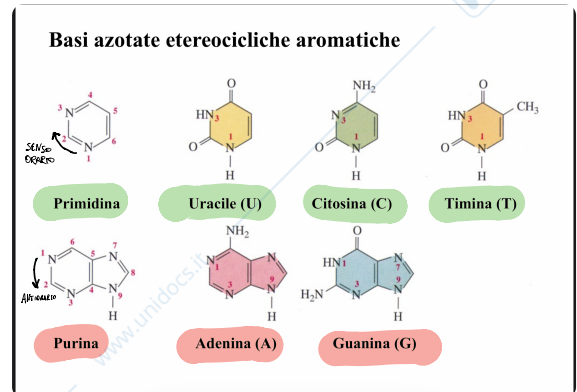 Basi azotate eterocicliche aromatiche
4
3 N 5
2 6
N
1
SENSO
ORARIO
O
HN 3
1
O N
H
NH₂
N 3
1
O N
H
O
CH₃
HN 3
1
O N
H
Primidina Uracile (U) Citosina (C) Timina (T)
6
1 N 5 7 N
8
2 N 4 N 9
3 H
ANTIORARIO
NH₂
N 1 N
9
N 3 N
H
O
HN 1 N 7
9
H₂N N 3 N
H
Purina Adenina (A) Guanina (G)
www.unidocs.it